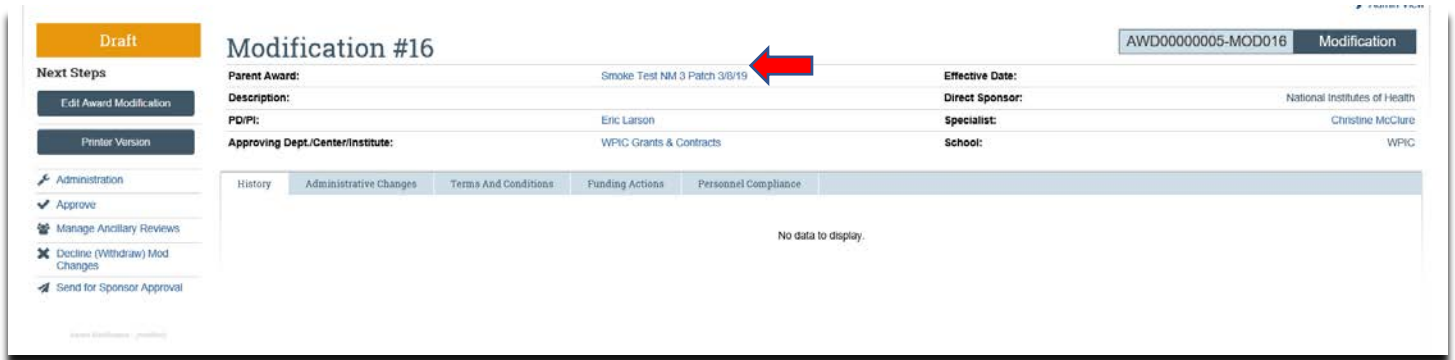 Admin View
Draft
Modification #16
AWD00000005-MOD016 Modification
Next Steps
Edit Award Modification
Printer Version
Administration
Approve
Manage Ancillary Reviews
Decline (Withdraw) Mod
Changes
Send for Sponsor Approval
Parent Award: Smoke Test NM 3 Patch 3/8/19 Effective Date:
Description: Direct Sponsor: National Institutes of Health
PD/PI: Eric Larson Specialist: Christine McClure
Approving Dept./Center/Institute: WPIC Grants & Contracts School: WPIC
History Administrative Changes Terms And Conditions Funding Actions Personnel Compliance
No data to display.